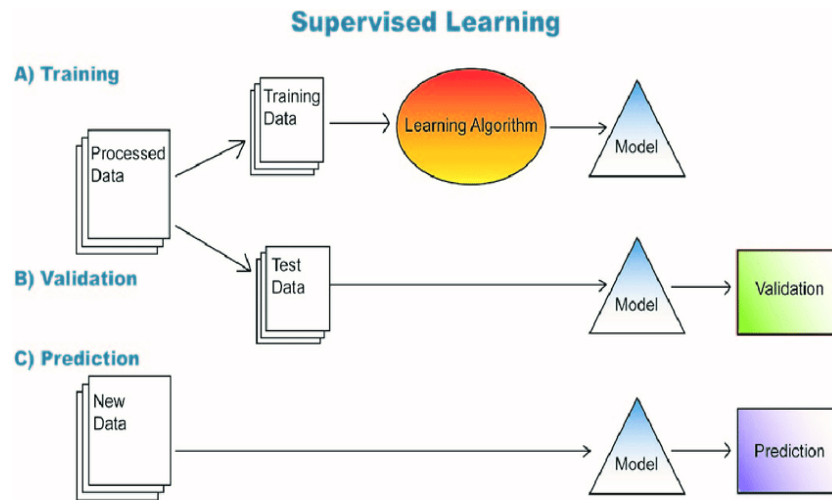 Supervised Learning
A) Training
Processed
Data
Training
Data
Learning Algorithm
Model
B) Validation
Test
Data
Model
Validation
C) Prediction
New
Data
Model
Prediction